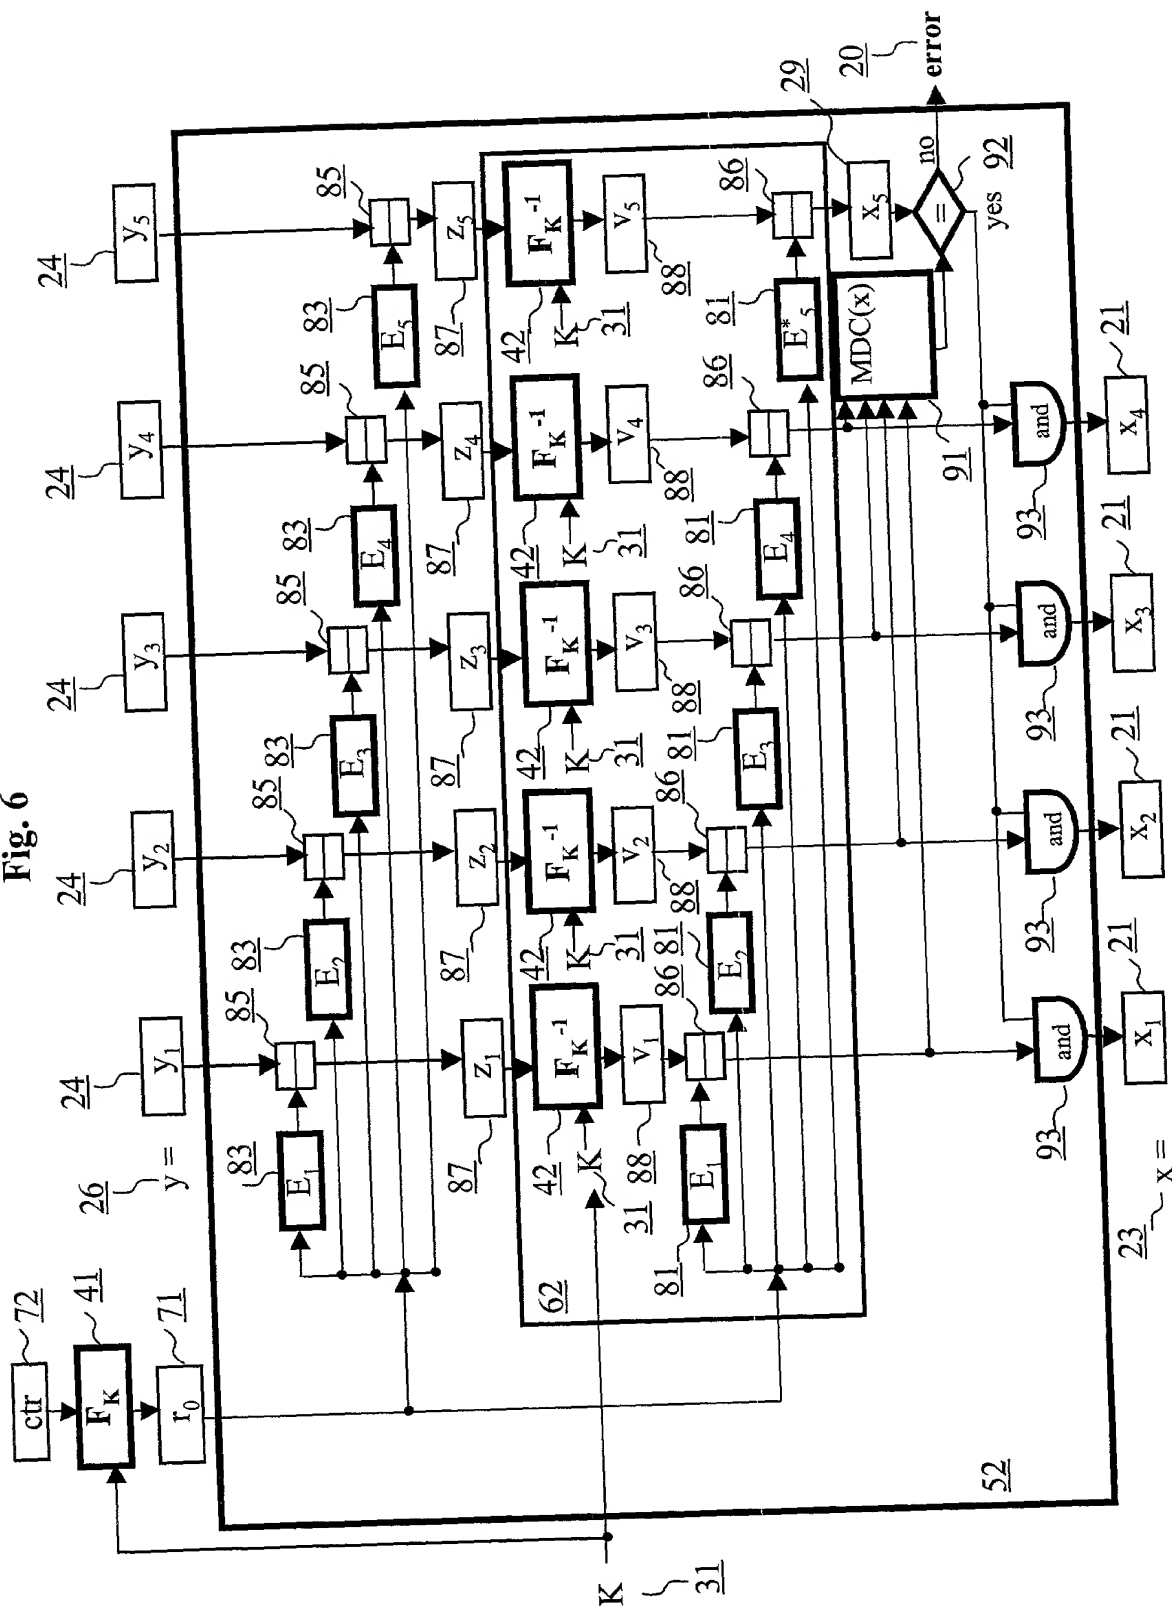 Fig. 6
ctr 72
F_K 41
r_0 71
26 y =
y_1 24
y_2 24
y_3 24
y_4 24
y_5 24
E_1 83
85
E_2 83
85
E_3 83
85
E_4 83
85
E_5 83
85
z_1 87
z_2 87
z_3 87
z_4 87
z_5 87
62
F_K^-1 42
K 31
F_K^-1 42
K 31
F_K^-1 42
K 31
F_K^-1 42
K 31
F_K^-1 42
K 31
v_1 88
v_2 88
v_3 88
v_4 88
v_5 88
E_1 81
86
E_2 81
86
E_3 81
86
E_4 81
86
E*_5 81
86
x_5 29
MDC(x) 91
= 92
no
yes
20
error
and 93
and 93
and 93
and 93
52
K 31
23 x =
x_1 21
x_2 21
x_3 21
x_4 21